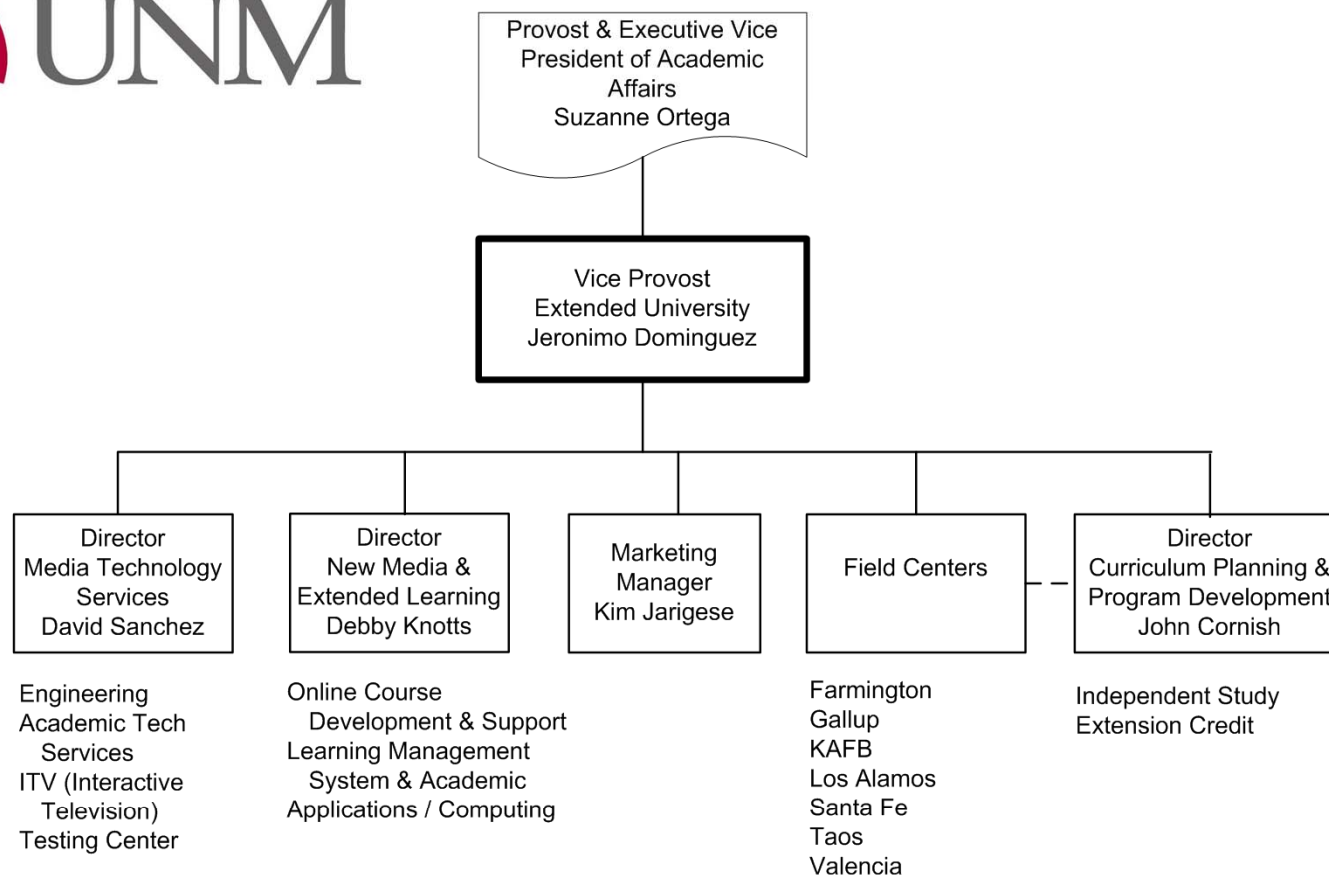 UNM
Provost & Executive Vice
President of Academic
Affairs
Suzanne Ortega
Vice Provost
Extended University
Jeronimo Dominguez
Director
Media Technology
Services
David Sanchez
Director
New Media &
Extended Learning
Debby Knotts
Marketing
Manager
Kim Jarigese
Field Centers
Director
Curriculum Planning &
Program Development
John Cornish
Engineering
Academic Tech
Services
ITV (Interactive
Television)
Testing Center
Online Course
Development & Support
Learning Management
System & Academic
Applications / Computing
Farmington
Gallup
KAFB
Los Alamos
Santa Fe
Taos
Valencia
Independent Study
Extension Credit